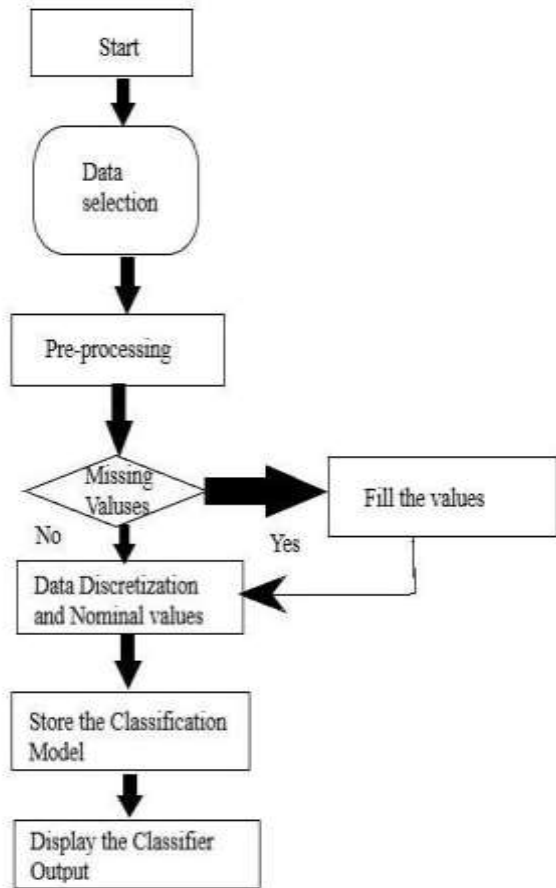 Start
Data
selection
Pre-processing
Missing
Valuses
Fill the values
No
Yes
Data Discretization
and Nominal values
Store the Classification
Model
Display the Classifier
Output